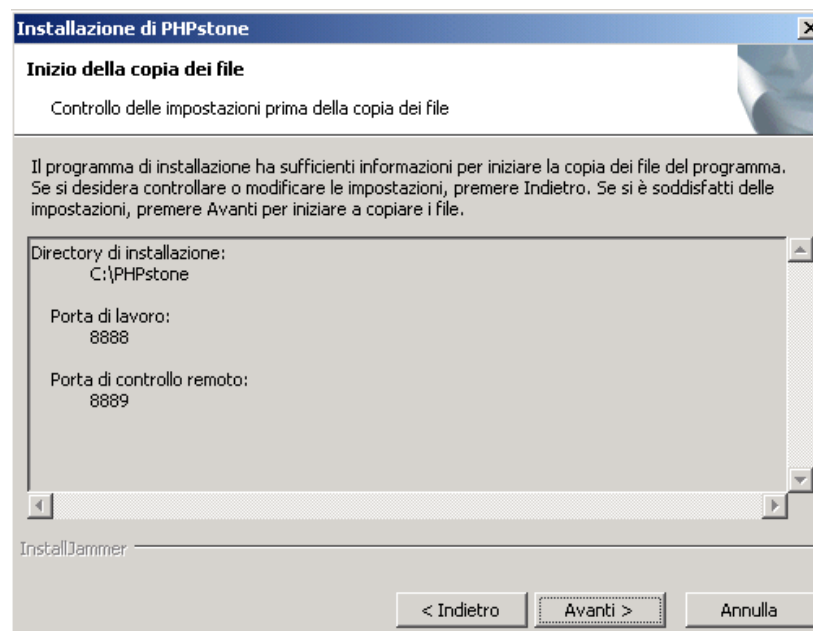 Installazione di PHPstone
Inizio della copia dei file
Controllo delle impostazioni prima della copia dei file
Il programma di installazione ha sufficienti informazioni per iniziare la copia dei file del programma.
Se si desidera controllare o modificare le impostazioni, premere Indietro. Se si è soddisfatti delle
impostazioni, premere Avanti per iniziare a copiare i file.
Directory di installazione:
C:\PHPstone
Porta di lavoro:
8888
Porta di controllo remoto:
8889
InstallJammer
< Indietro
Avanti >
Annulla